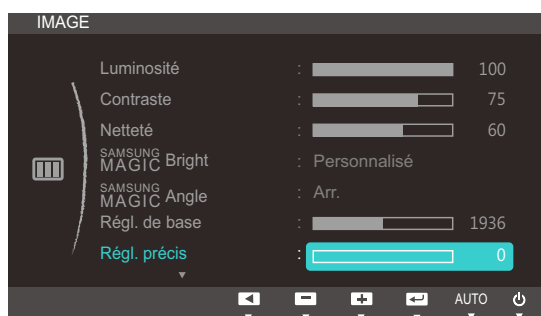 IMAGE
Luminosité : 100
Contraste : 75
Netteté : 60
SAMSUNG MAGIC Bright : Personnalisé
SAMSUNG MAGIC Angle : Arr.
Régl. de base : 1936
Régl. précis : 0
AUTO